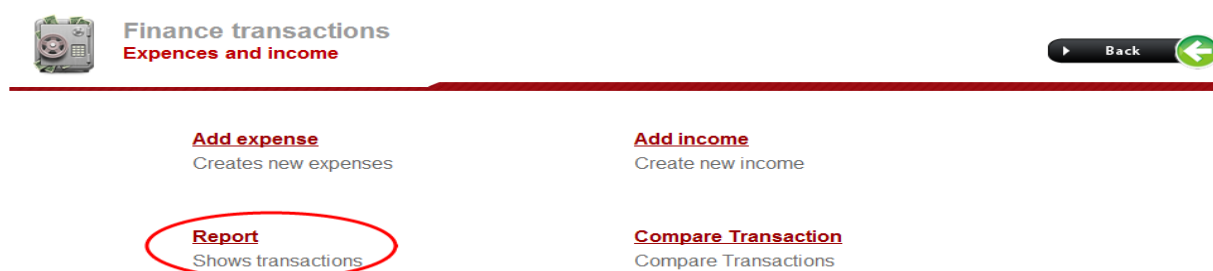 Finance transactions
Expences and income
Back
Add expense
Creates new expenses
Add income
Create new income
Report
Shows transactions
Compare Transaction
Compare Transactions